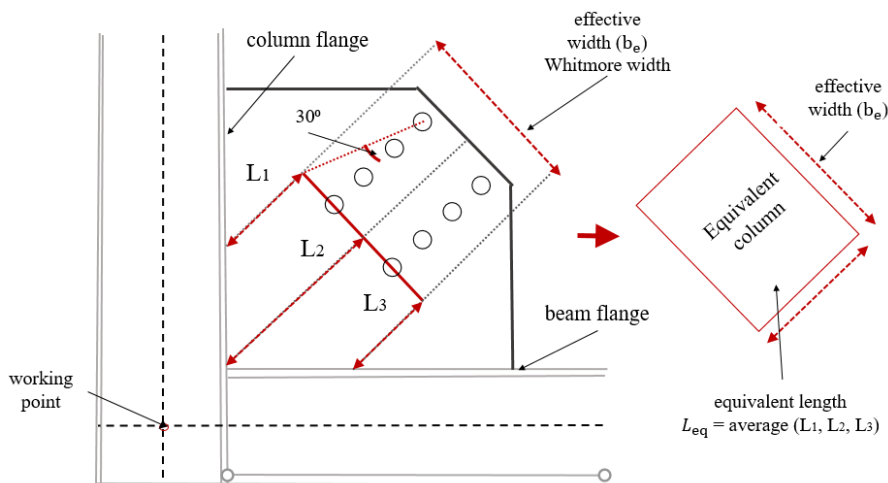 column flange
effective
width (bₑ)
Whitmore width
effective
width (bₑ)
30⁰
L₁
L₂
L₃
Equivalent
column
beam flange
working
point
equivalent length
Lₑq = average (L₁, L₂, L₃)